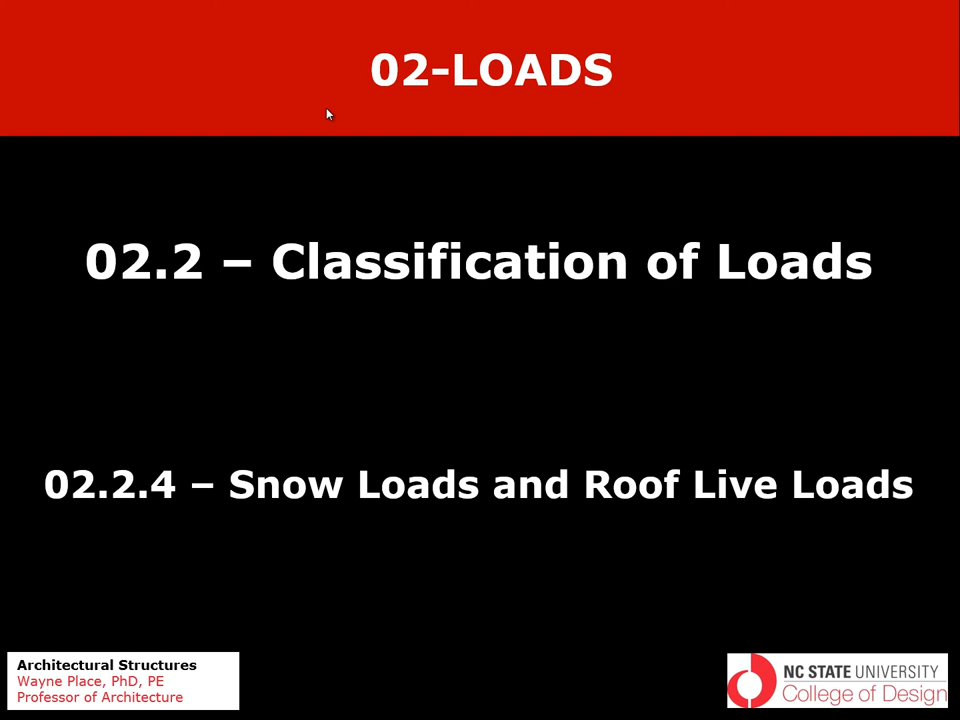 02-LOADS
02.2 – Classification of Loads
02.2.4 – Snow Loads and Roof Live Loads
Architectural Structures
Wayne Place, PhD, PE
Professor of Architecture
NC STATE UNIVERSITY
College of Design